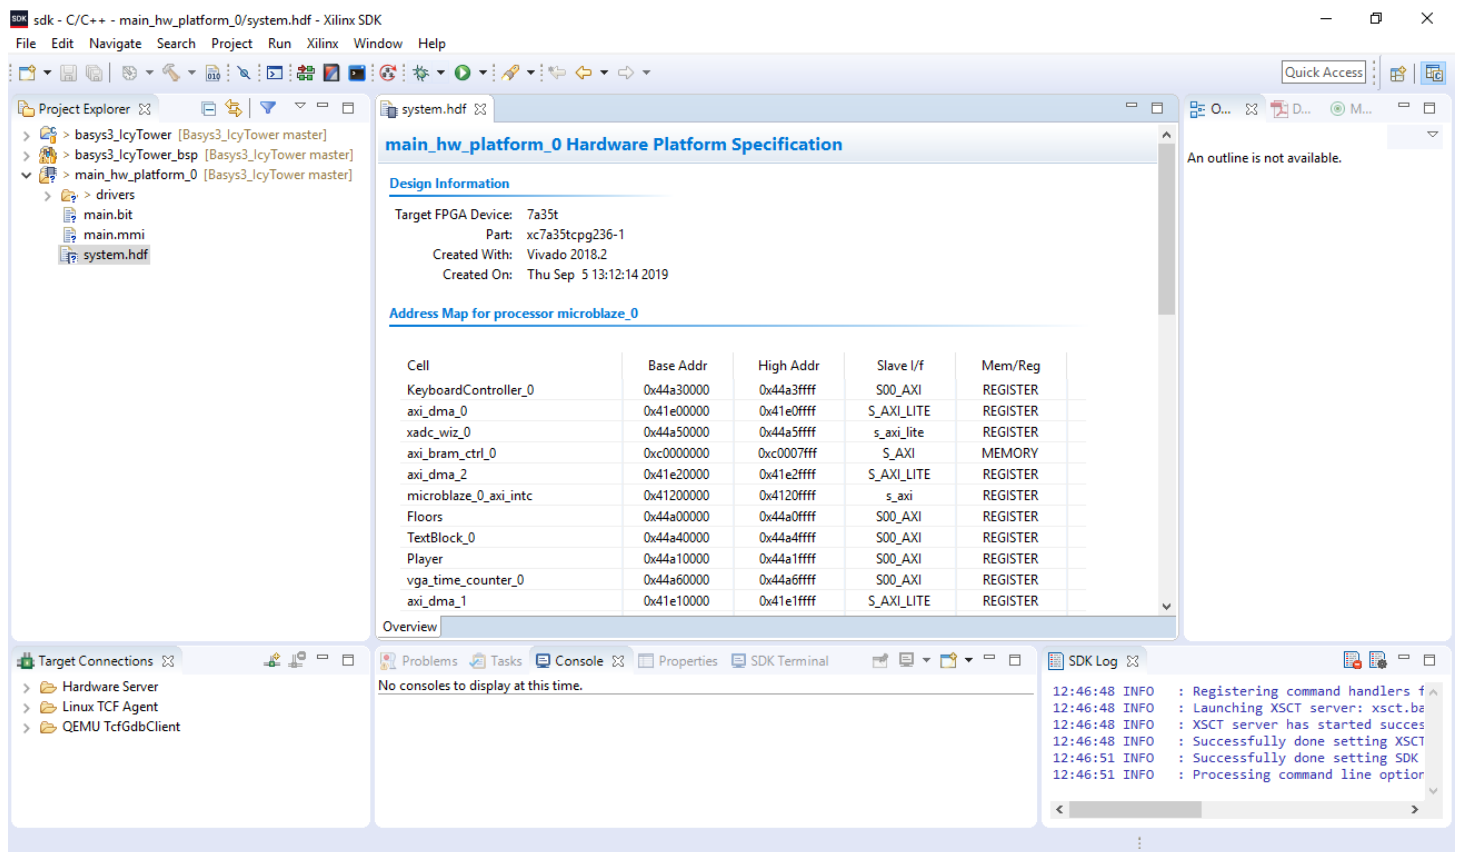 SDK sdk - C/C++ - main_hw_platform_0/system.hdf - Xilinx SDK
File Edit Navigate Search Project Run Xilinx Window Help
010
Quick Access
Project Explorer
> basys3_IcyTower [Basys3_IcyTower master]
> basys3_IcyTower_bsp [Basys3_IcyTower master]
> main_hw_platform_0 [Basys3_IcyTower master]
> drivers
main.bit
main.mmi
system.hdf
system.hdf
main_hw_platform_0 Hardware Platform Specification
Design Information
Target FPGA Device: 7a35t
Part: xc7a35tcpg236-1
Created With: Vivado 2018.2
Created On: Thu Sep 5 13:12:14 2019
Address Map for processor microblaze_0
Cell Base Addr High Addr Slave I/f Mem/Reg
KeyboardController_0 0x44a30000 0x44a3ffff S00_AXI REGISTER
axi_dma_0 0x41e00000 0x41e0ffff S_AXI_LITE REGISTER
xadc_wiz_0 0x44a50000 0x44a5ffff s_axi_lite REGISTER
axi_bram_ctrl_0 0xc0000000 0xc0007fff S_AXI MEMORY
axi_dma_2 0x41e20000 0x41e2ffff S_AXI_LITE REGISTER
microblaze_0_axi_intc 0x41200000 0x4120ffff s_axi REGISTER
Floors 0x44a00000 0x44a0ffff S00_AXI REGISTER
TextBlock_0 0x44a40000 0x44a4ffff S00_AXI REGISTER
Player 0x44a10000 0x44a1ffff S00_AXI REGISTER
vga_time_counter_0 0x44a60000 0x44a6ffff S00_AXI REGISTER
axi_dma_1 0x41e10000 0x41e1ffff S_AXI_LITE REGISTER
Overview
O... D... M...
An outline is not available.
Target Connections
Hardware Server
Linux TCF Agent
QEMU TcfGdbClient
Problems Tasks Console Properties SDK Terminal
No consoles to display at this time.
SDK Log
12:46:48 INFO : Registering command handlers f
12:46:48 INFO : Launching XSCT server: xsct.ba
12:46:48 INFO : XSCT server has started succes
12:46:48 INFO : Successfully done setting XSCT
12:46:51 INFO : Successfully done setting SDK
12:46:51 INFO : Processing command line option